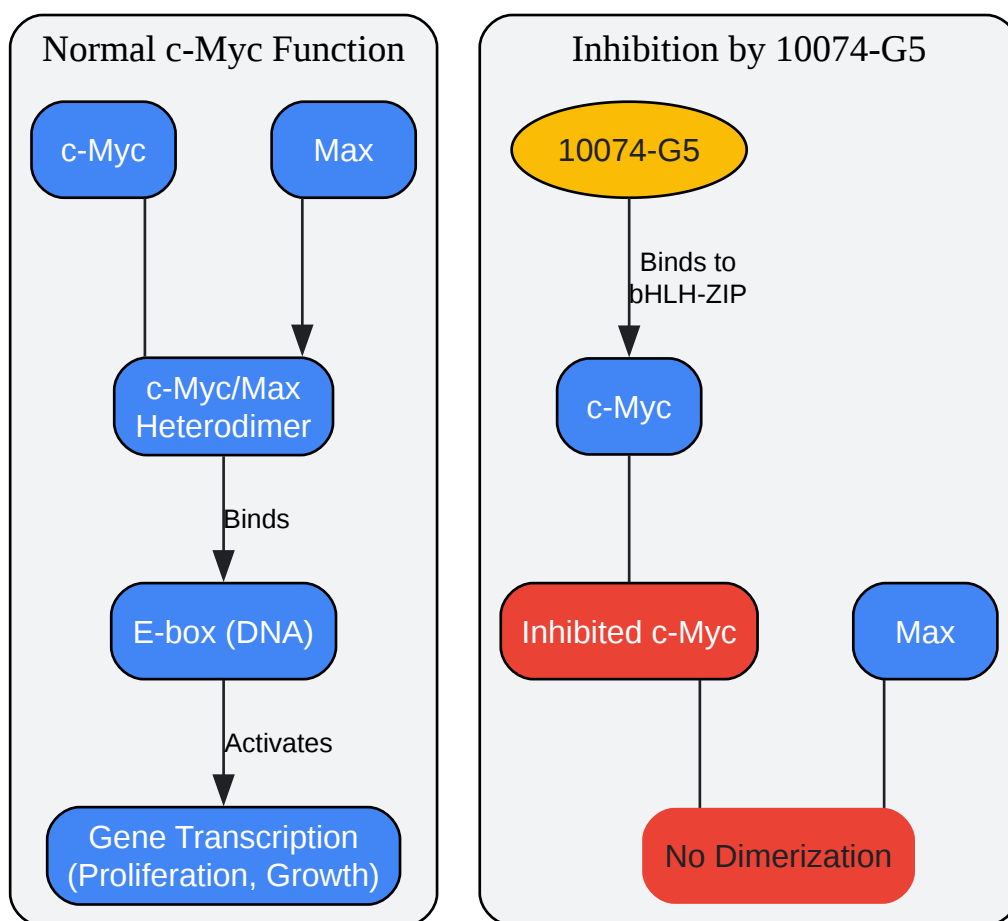 Normal c-Myc Function
c-Myc
Max
c-Myc/Max
Heterodimer
Binds
E-box (DNA)
Activates
Gene Transcription
(Proliferation, Growth)
Inhibition by 10074-G5
10074-G5
Binds to
bHLH-ZIP
c-Myc
Inhibited c-Myc
Max
No Dimerization